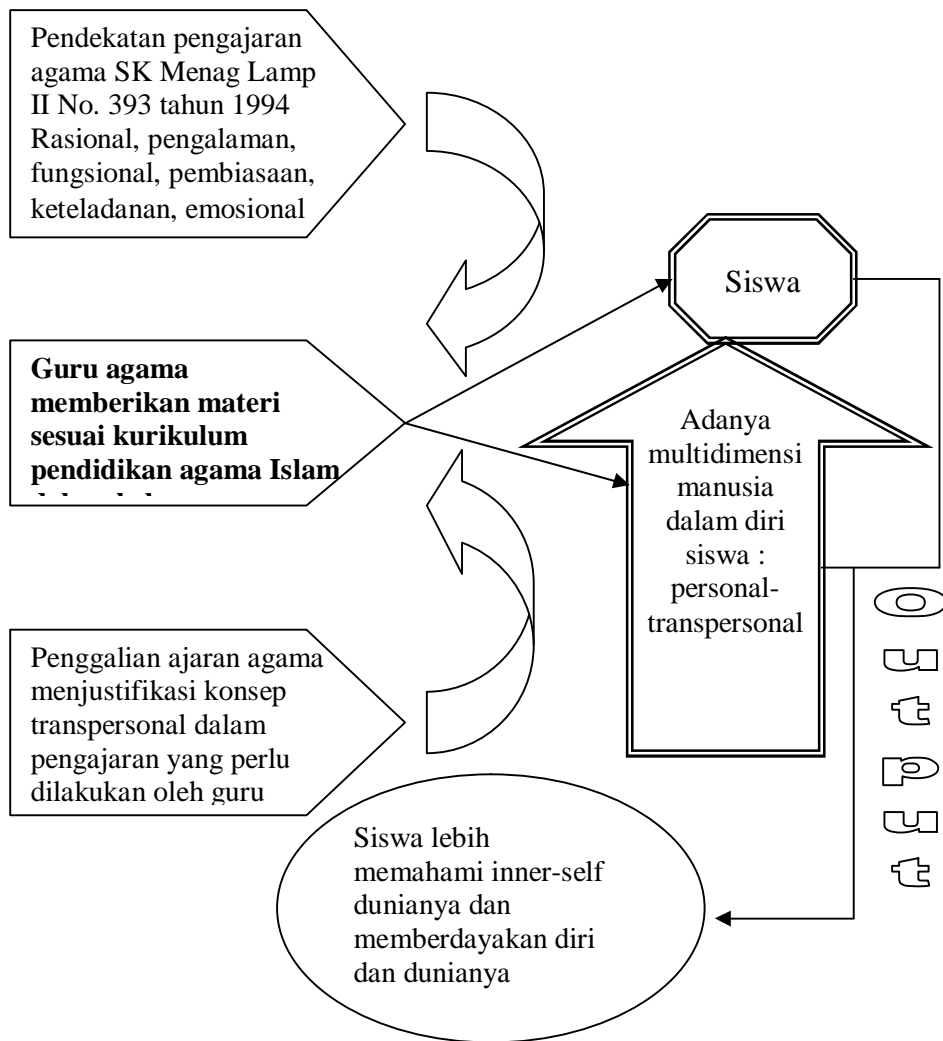 Pendekatan pengajaran
agama SK Menag Lamp
II No. 393 tahun 1994
Rasional, pengalaman,
fungsional, pembiasaan,
keteladanan, emosional
Siswa
Guru agama
memberikan materi
sesuai kurikulum
pendidikan agama Islam
Adanya
multidimensi
manusia
dalam diri
siswa :
personal-
transpersonal
Output
Penggalian ajaran agama
menjustifikasi konsep
transpersonal dalam
pengajaran yang perlu
dilakukan oleh guru
Siswa lebih
memahami inner-self
dunianya dan
memberdayakan diri
dan dunianya